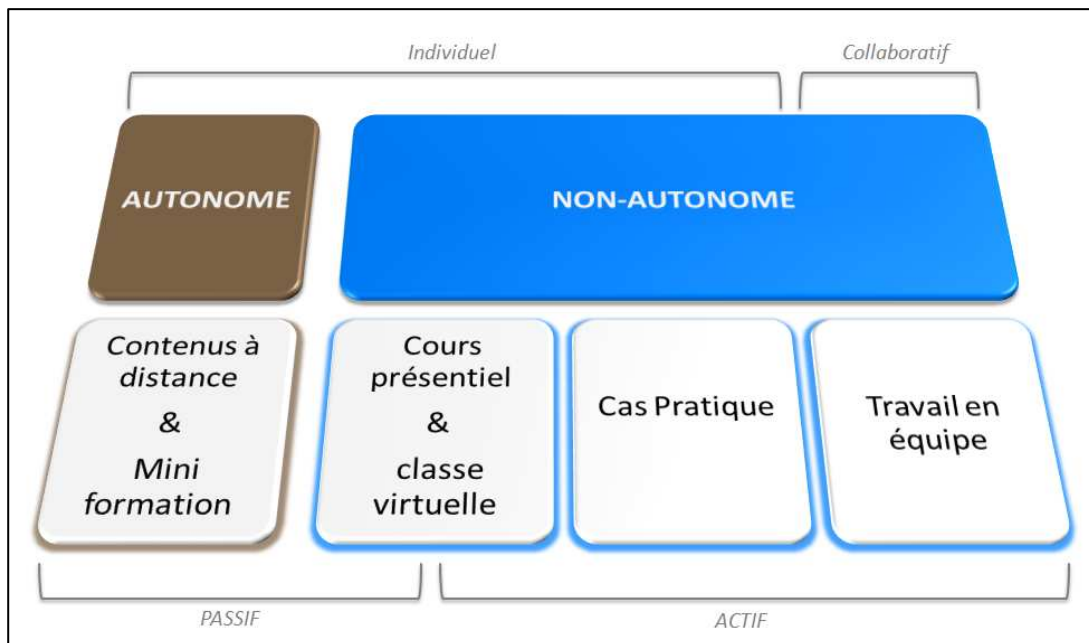 Individuel
Collaboratif
AUTONOME
NON-AUTONOME
Contenus à
distance
&
Mini
formation
Cours
présentiel
&
classe
virtuelle
Cas Pratique
Travail en
équipe
PASSIF
ACTIF